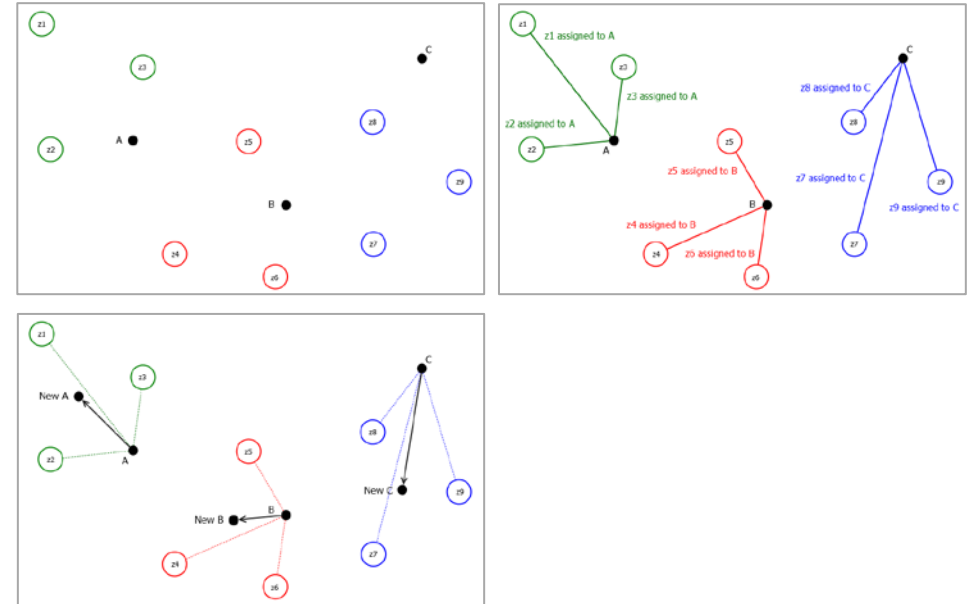 z1
C
z3
z8
A
z5
z2
z9
B
z7
z4
z6
z1
z1 assigned to A
C
z3
z8 assigned to C
z3 assigned to A
z2 assigned to A
z8
z5
z2
A
z5 assigned to B
z7 assigned to C
z9
B
z9 assigned to C
z4 assigned to B
z7
z4
z6 assigned to B
z6
z1
C
z3
New A
z8
z5
z2
A
New C
z9
B
New B
z7
z4
z6